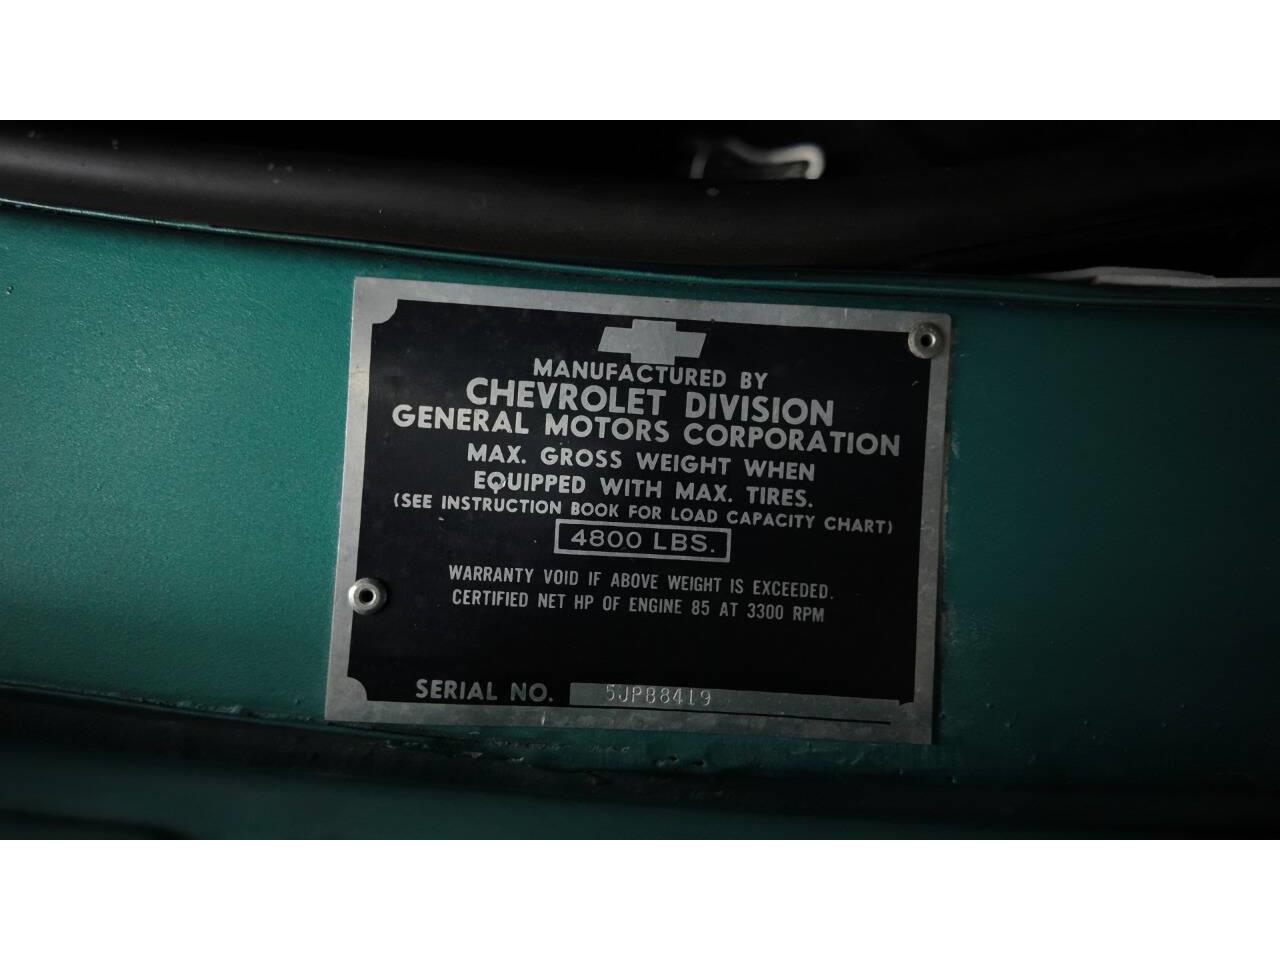 MANUFACTURED BY
CHEVROLET DIVISION
GENERAL MOTORS CORPORATION
MAX. GROSS WEIGHT WHEN
EQUIPPED WITH MAX. TIRES.
(SEE INSTRUCTION BOOK FOR LOAD CAPACITY CHART)
4800 LBS.
WARRANTY VOID IF ABOVE WEIGHT IS EXCEEDED.
CERTIFIED NET HP OF ENGINE 85 AT 3300 RPM
SERIAL NO. 5JPB8419